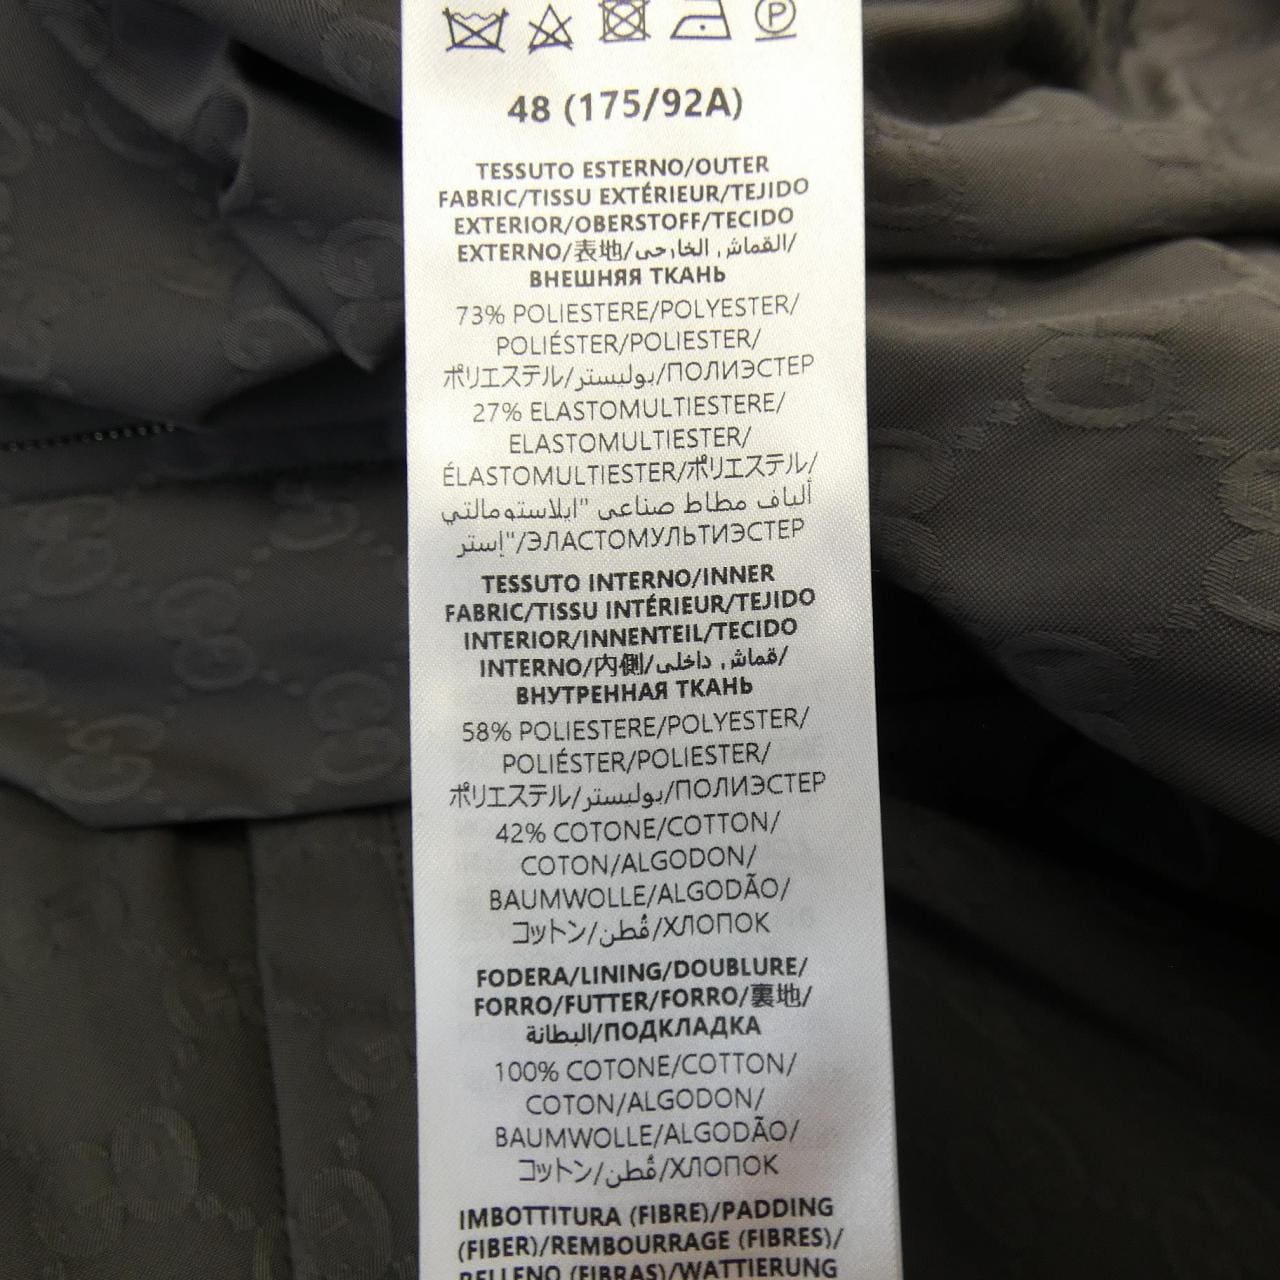 48 (175/92A)
TESSUTO ESTERNO/OUTER
FABRIC/TISSU EXTÉRIEUR/TEJIDO
EXTERIOR/OBERSTOFF/TECIDO
EXTERNO/表地/القماش الخارجي/
ВНЕШНЯЯ ТКАНЬ
73% POLIESTERE/POLYESTER/
POLIÉSTER/POLIESTER/
ポリエステル/بوليستر/ПОЛИЭСТЕР
27% ELASTOMULTIESTERE/
ELASTOMULTIESTER/
ÉLASTOMULTIESTER/ポリエステル/
ألياف مطاط صناعى "ايلاستومالتي
إستر"/ЭЛАСТОМУЛЬТИЭСТЕР
TESSUTO INTERNO/INNER
FABRIC/TISSU INTÉRIEUR/TEJIDO
INTERIOR/INNENTEIL/TECIDO
INTERNO/内側/قماش داخلى/
ВНУТРЕННАЯ ТКАНЬ
58% POLIESTERE/POLYESTER/
POLIÉSTER/POLIESTER/
ポリエステル/بوليستر/ПОЛИЭСТЕР
42% COTONE/COTTON/
COTON/ALGODON/
BAUMWOLLE/ALGODÃO/
コットン/قُطن/ХЛОПОК
FODERA/LINING/DOUBLURE/
FORRO/FUTTER/FORRO/裏地/
البطانة/ПОДКЛАДКА
100% COTONE/COTTON/
COTON/ALGODON/
BAUMWOLLE/ALGODÃO/
コットン/قُطن/ХЛОПОК
IMBOTTITURA (FIBRE)/PADDING
(FIBER)/REMBOURRAGE (FIBRES)/
RELLENO (FIBRAS)/WATTIERUNG